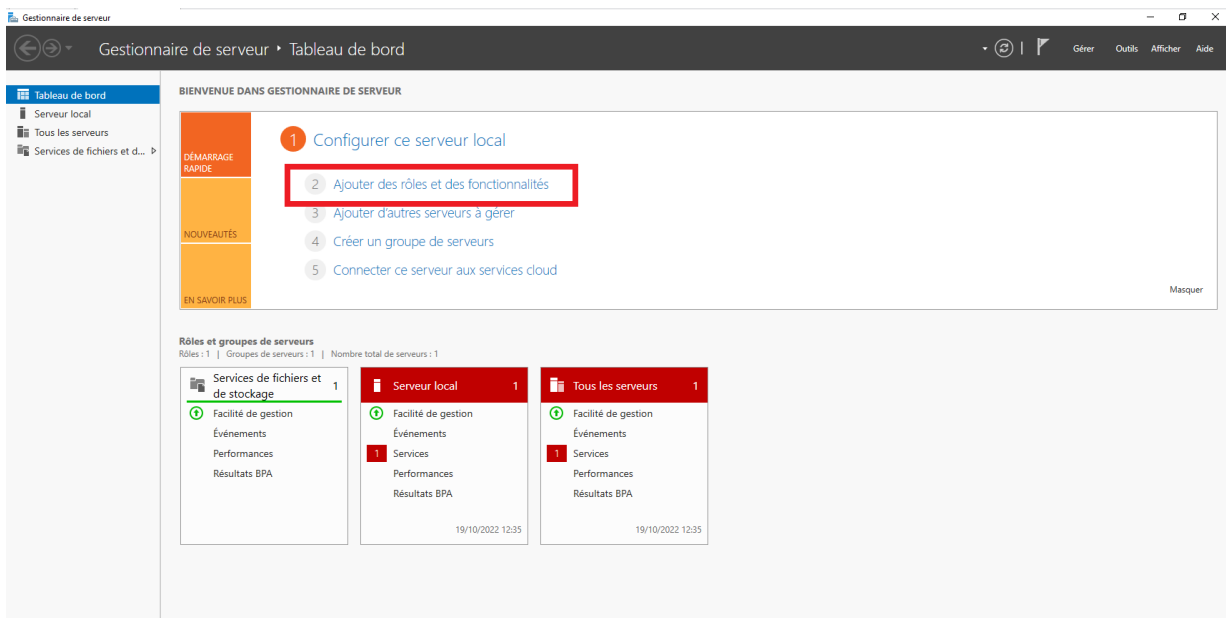 Gestionnaire de serveur
Gestionnaire de serveur ‣ Tableau de bord
Gérer Outils Afficher Aide
Tableau de bord
Serveur local
Tous les serveurs
Services de fichiers et d...
BIENVENUE DANS GESTIONNAIRE DE SERVEUR
DÉMARRAGE RAPIDE
NOUVEAUTÉS
EN SAVOIR PLUS
1 Configurer ce serveur local
2 Ajouter des rôles et des fonctionnalités
3 Ajouter d'autres serveurs à gérer
4 Créer un groupe de serveurs
5 Connecter ce serveur aux services cloud
Masquer
Rôles et groupes de serveurs
Rôles : 1 | Groupes de serveurs : 1 | Nombre total de serveurs : 1
Services de fichiers et de stockage 1
Facilité de gestion
Événements
Performances
Résultats BPA
Serveur local 1
Facilité de gestion
Événements
1 Services
Performances
Résultats BPA
19/10/2022 12:35
Tous les serveurs 1
Facilité de gestion
Événements
1 Services
Performances
Résultats BPA
19/10/2022 12:35